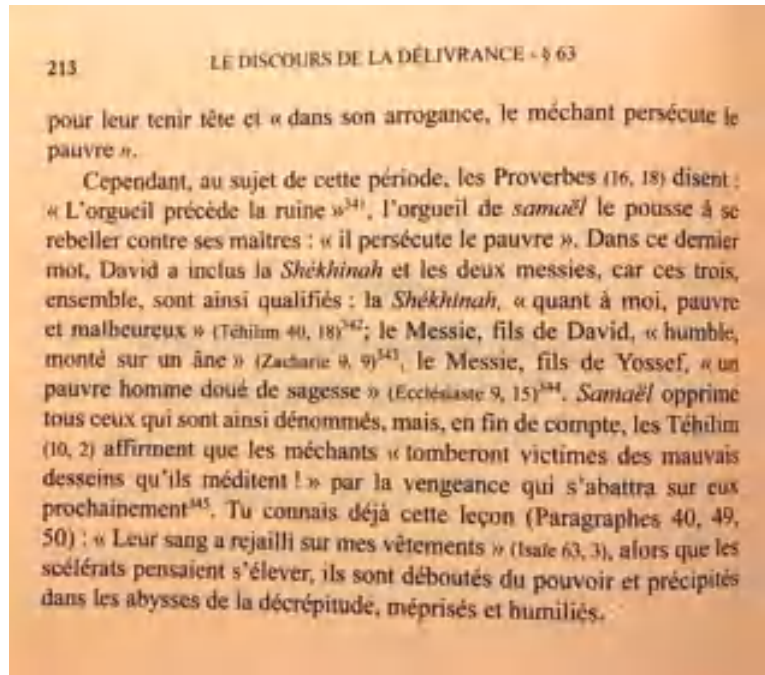 213 LE DISCOURS DE LA DÉLIVRANCE - § 63
pour leur tenir tête et « dans son arrogance, le méchant persécute le
pauvre ».
Cependant, au sujet de cette période, les Proverbes (16, 18) disent :
« L'orgueil précède la ruine »³⁴¹, l'orgueil de samaël le pousse à se
rebeller contre ses maîtres : « il persécute le pauvre ». Dans ce dernier
mot, David a inclus la Shékhinah et les deux messies, car ces trois,
ensemble, sont ainsi qualifiés : la Shékhinah, « quant à moi, pauvre
et malheureux » (Téhilim 40, 18)³⁴²; le Messie, fils de David, « humble,
monté sur un âne » (Zacharie 9, 9)³⁴³, le Messie, fils de Yossef, « un
pauvre homme doué de sagesse » (Ecclésiaste 9, 15)³⁴⁴. Samaël opprime
tous ceux qui sont ainsi dénommés, mais, en fin de compte, les Téhilim
(10, 2) affirment que les méchants « tomberont victimes des mauvais
desseins qu'ils méditent ! » par la vengeance qui s'abattra sur eux
prochainement³⁴⁵. Tu connais déjà cette leçon (Paragraphes 40, 49,
50) : « Leur sang a rejailli sur mes vêtements » (Isaïe 63, 3), alors que les
scélérats pensaient s'élever, ils sont déboutés du pouvoir et précipités
dans les abysses de la décrépitude, méprisés et humiliés.